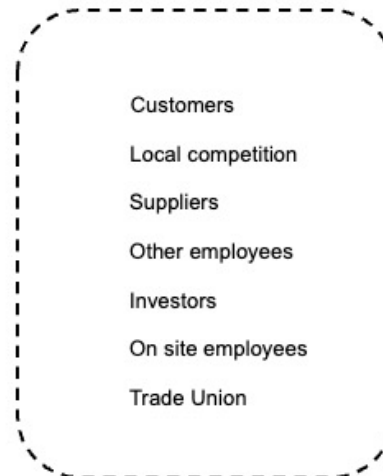 Customers
Local competition
Suppliers
Other employees
Investors
On site employees
Trade Union